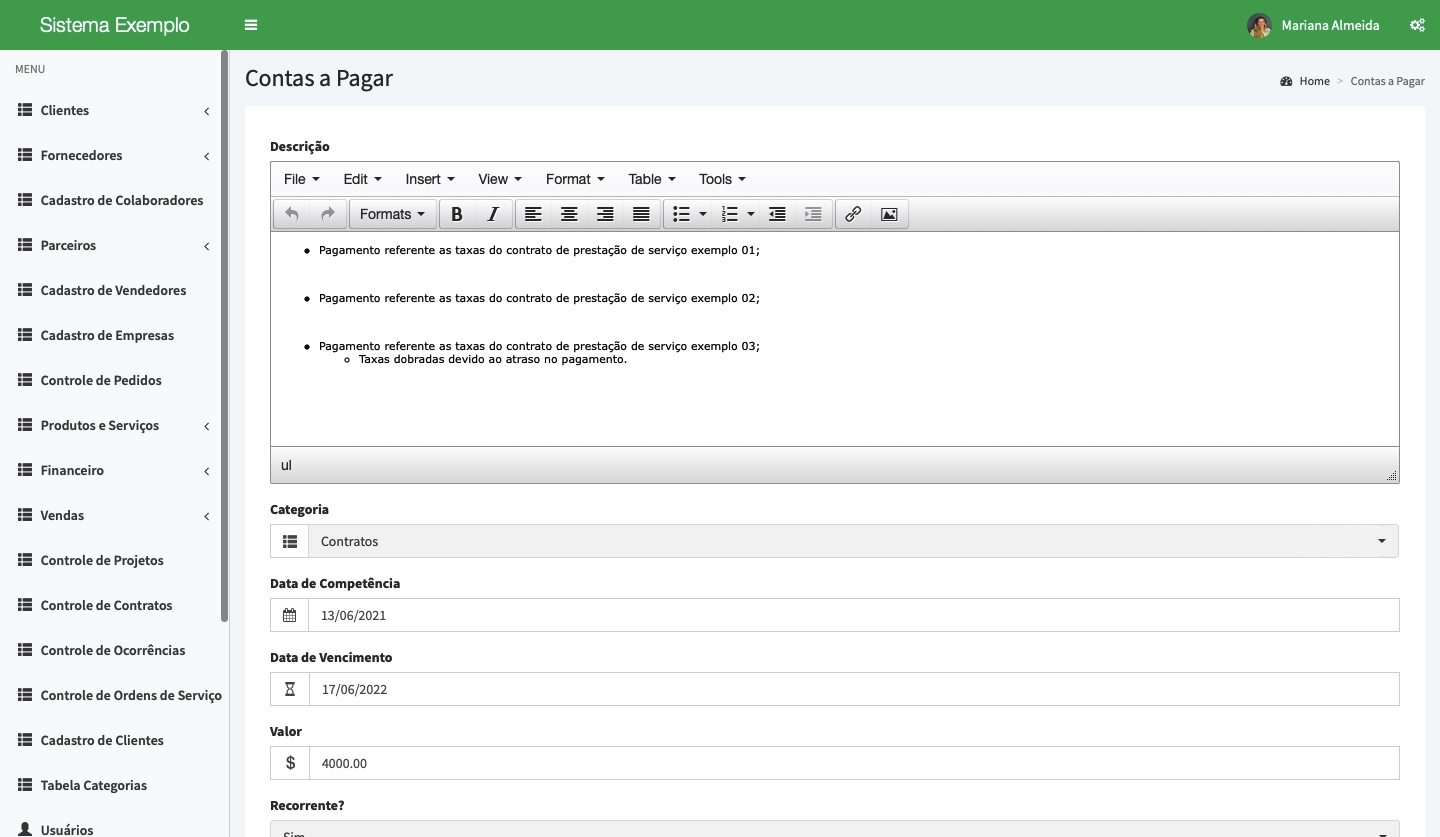 Sistema Exemplo
Mariana Almeida
MENU
Clientes
Fornecedores
Cadastro de Colaboradores
Parceiros
Cadastro de Vendedores
Cadastro de Empresas
Controle de Pedidos
Produtos e Serviços
Financeiro
Vendas
Controle de Projetos
Controle de Contratos
Controle de Ocorrências
Controle de Ordens de Serviço
Cadastro de Clientes
Tabela Categorias
Usuários
Contas a Pagar
Home > Contas a Pagar
Descrição
File Edit Insert View Format Table Tools
Formats B I
• Pagamento referente as taxas do contrato de prestação de serviço exemplo 01;
• Pagamento referente as taxas do contrato de prestação de serviço exemplo 02;
• Pagamento referente as taxas do contrato de prestação de serviço exemplo 03;
◦ Taxas dobradas devido ao atraso no pagamento.
ul
Categoria
Contratos
Data de Competência
13/06/2021
Data de Vencimento
17/06/2022
Valor
$ 4000.00
Recorrente?
Sim